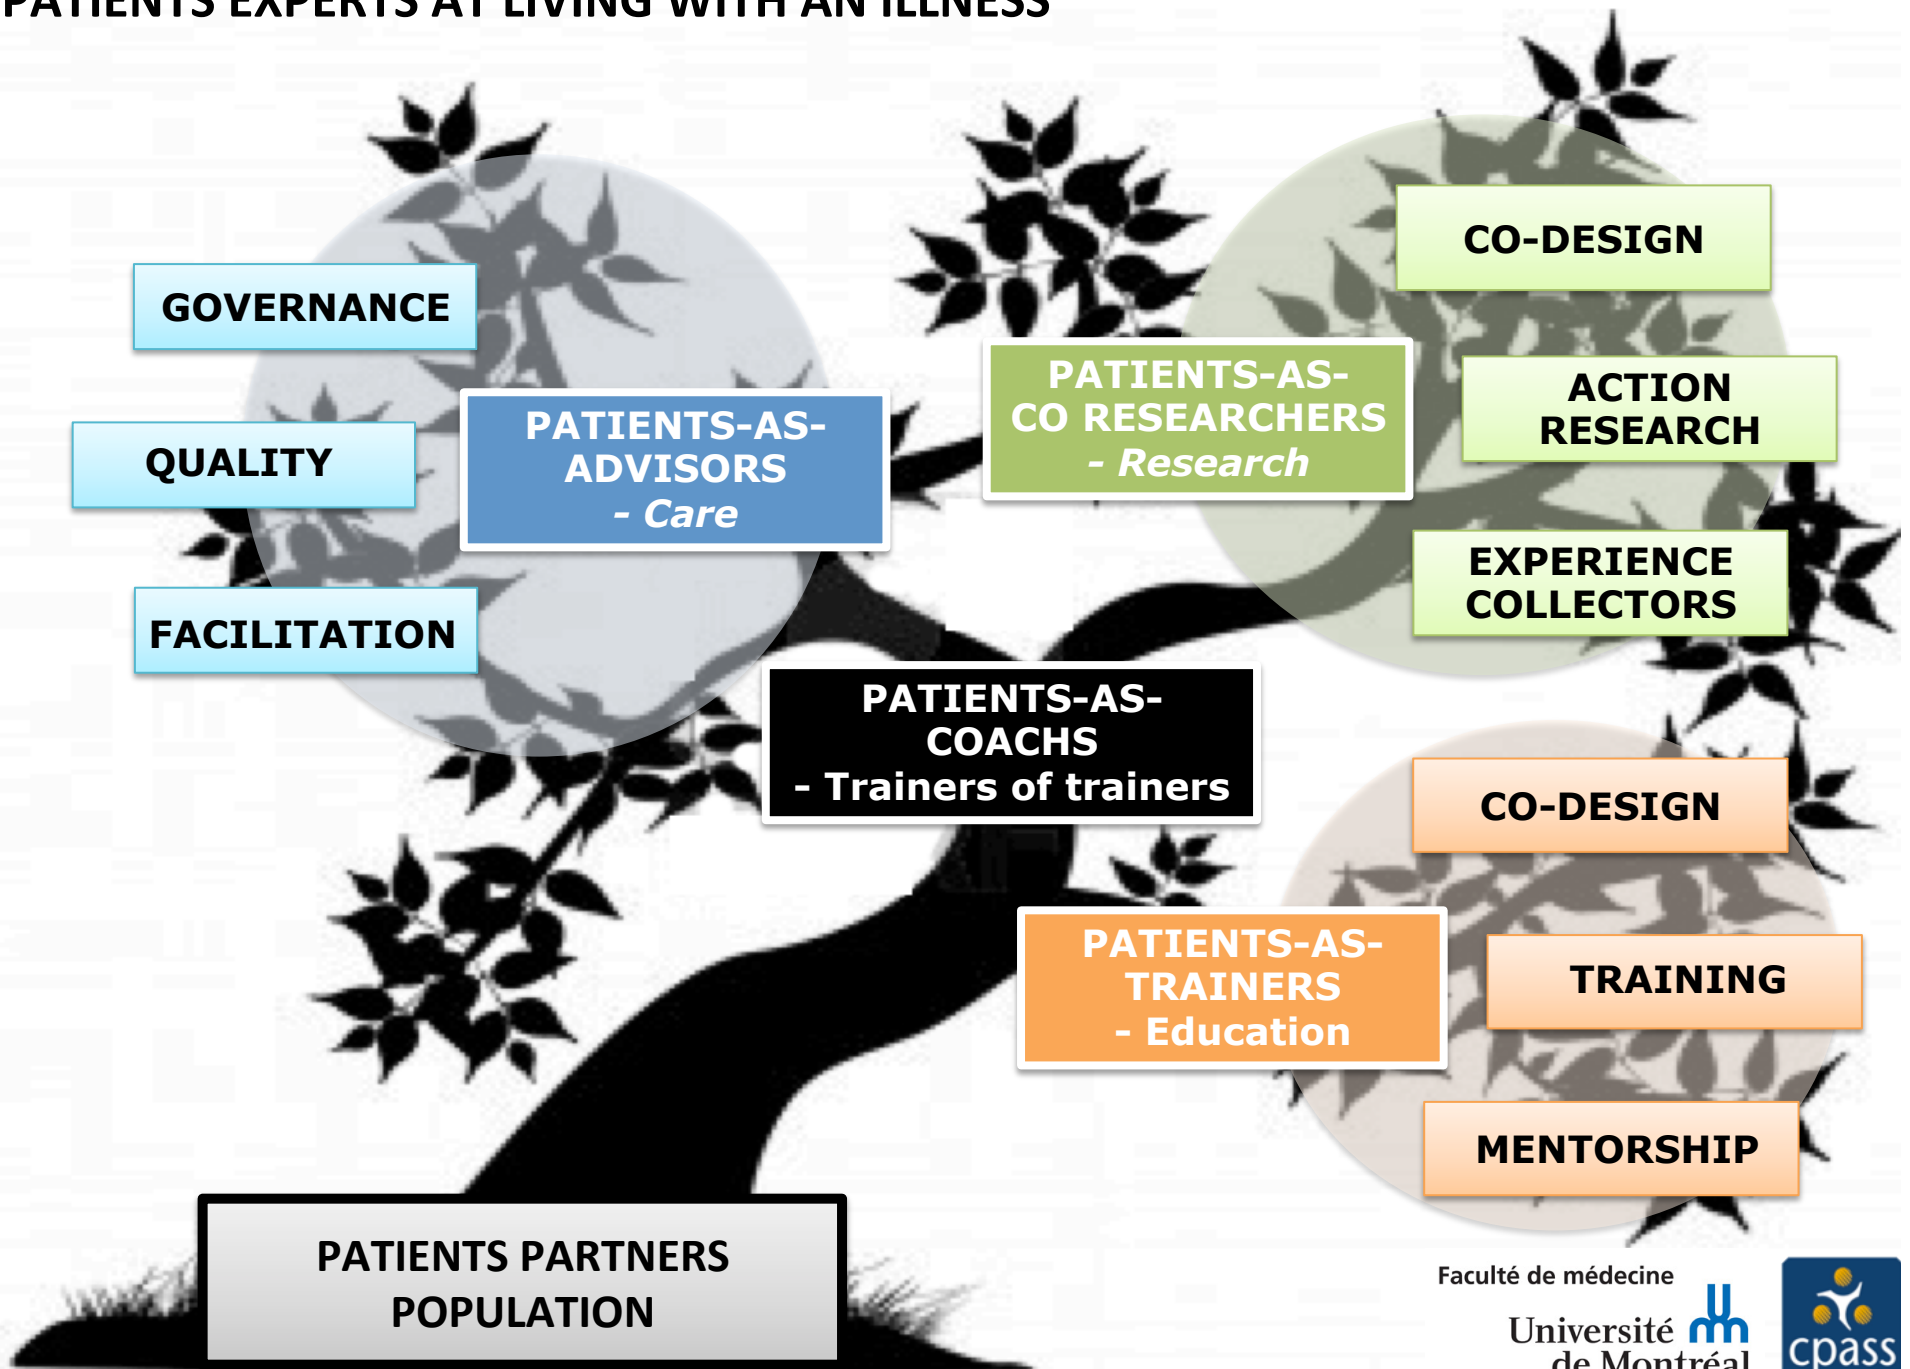 PATIENTS EXPERTS AT LIVING WITH AN ILLNESS
GOVERNANCE
QUALITY
FACILITATION
PATIENTS-AS-
ADVISORS
- Care
PATIENTS-AS-
CO RESEARCHERS
- Research
CO-DESIGN
ACTION
RESEARCH
EXPERIENCE
COLLECTORS
PATIENTS-AS-
COACHS
- Trainers of trainers
PATIENTS-AS-
TRAINERS
- Education
CO-DESIGN
TRAINING
MENTORSHIP
PATIENTS PARTNERS
POPULATION
Faculté de médecine
Université
de Montréal
cpass